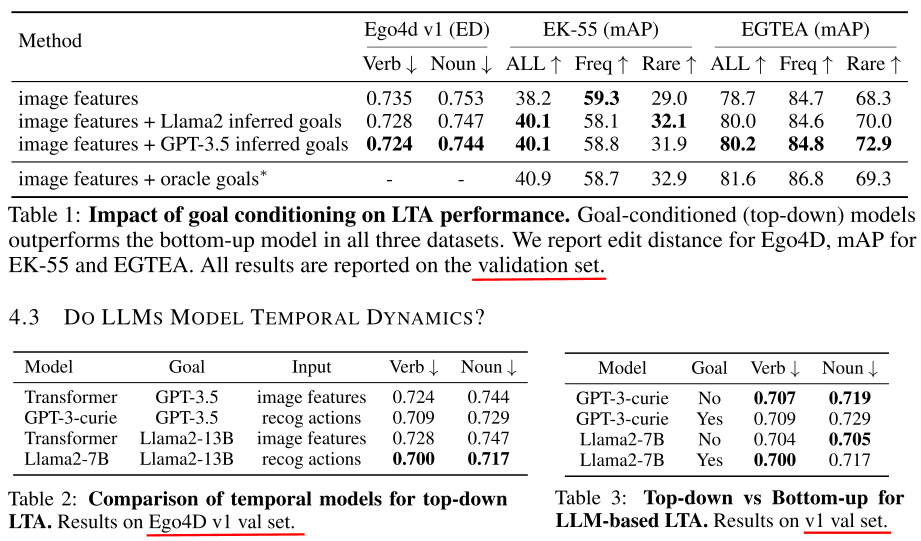 Method Ego4d v1 (ED) EK-55 (mAP) EGTEA (mAP)
Verb ↓ Noun ↓ ALL ↑ Freq ↑ Rare ↑ ALL ↑ Freq ↑ Rare ↑
image features 0.735 0.753 38.2 59.3 29.0 78.7 84.7 68.3
image features + Llama2 inferred goals 0.728 0.747 40.1 58.1 32.1 80.0 84.6 70.0
image features + GPT-3.5 inferred goals 0.724 0.744 40.1 58.8 31.9 80.2 84.8 72.9
image features + oracle goals* - - 40.9 58.7 32.9 81.6 86.8 69.3
Table 1: Impact of goal conditioning on LTA performance. Goal-conditioned (top-down) models
outperforms the bottom-up model in all three datasets. We report edit distance for Ego4D, mAP for
EK-55 and EGTEA. All results are reported on the validation set.
4.3 DO LLMS MODEL TEMPORAL DYNAMICS?
Model Goal Input Verb ↓ Noun ↓
Transformer GPT-3.5 image features 0.724 0.744
GPT-3-curie GPT-3.5 recog actions 0.709 0.729
Transformer Llama2-13B image features 0.728 0.747
Llama2-7B Llama2-13B recog actions 0.700 0.717
Table 2: Comparison of temporal models for top-down
LTA. Results on Ego4D v1 val set.
Model Goal Verb ↓ Noun ↓
GPT-3-curie No 0.707 0.719
GPT-3-curie Yes 0.709 0.729
Llama2-7B No 0.704 0.705
Llama2-7B Yes 0.700 0.717
Table 3: Top-down vs Bottom-up for
LLM-based LTA. Results on v1 val set.